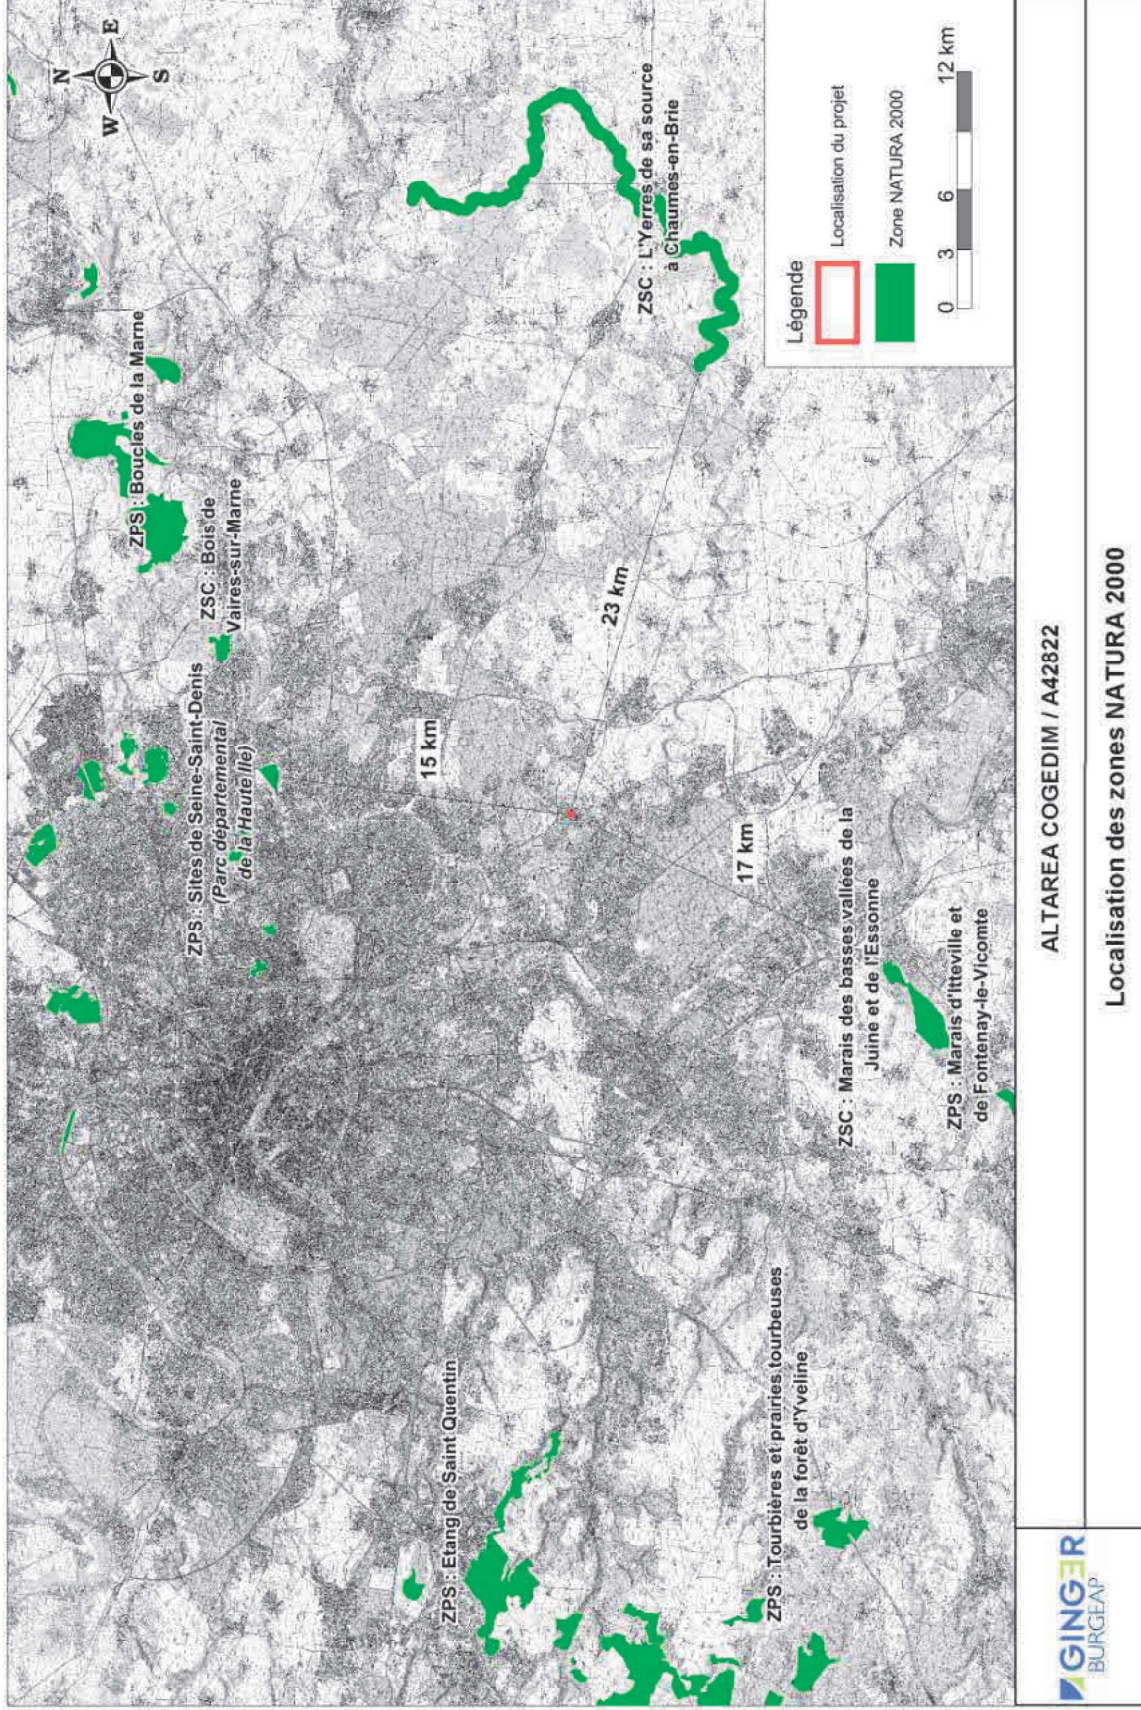 N
E
W
S
ZPS : Boucles de la Marne
ZSC : Bois de
Vaires-sur-Marne
ZPS : Sites de Seine-Saint-Denis
(Parc départemental
de la Haute Ile)
15 km
23 km
17 km
ZSC : L'Yerres de sa source
à Chaumes-en-Brie
ZSC : Marais des basses vallées de la
Juine et de l'Essonne
ZPS : Marais d'Itteville et
de Fontenay-le-Vicomte
ZPS : Etang de Saint Quentin
ZPS : Tourbières et prairies tourbeuses
de la forêt d'Yveline
Légende
Localisation du projet
Zone NATURA 2000
0 3 6 12 km
GINGER
BURGEAP
ALTAREA COGEDIM / A42822
Localisation des zones NATURA 2000